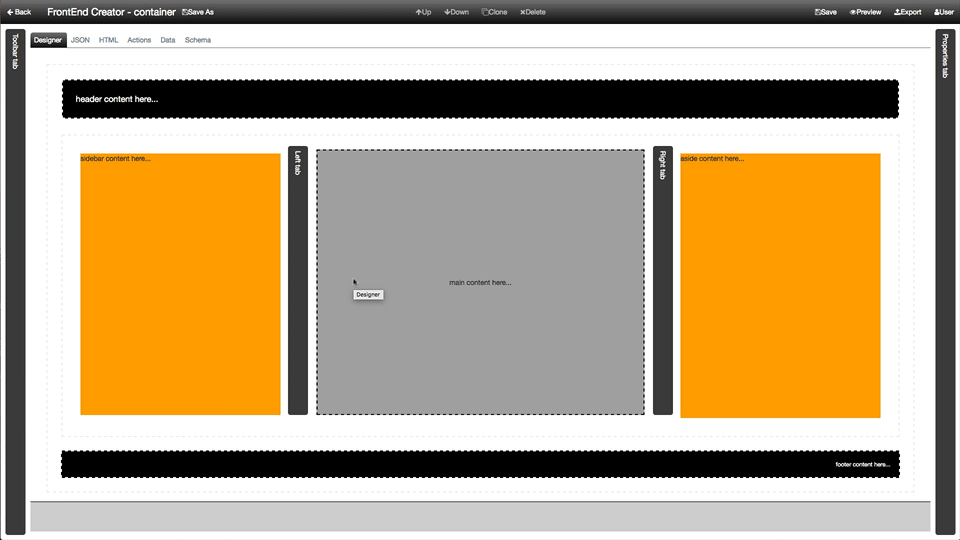 Back
FrontEnd Creator - container
Save As
Up
Down
Clone
Delete
Save
Preview
Export
User
Toolbar tab
Designer
JSON
HTML
Actions
Data
Schema
Properties tab
header content here...
sidebar content here...
Left tab
main content here...
Designer
Right tab
aside content here...
footer content here...